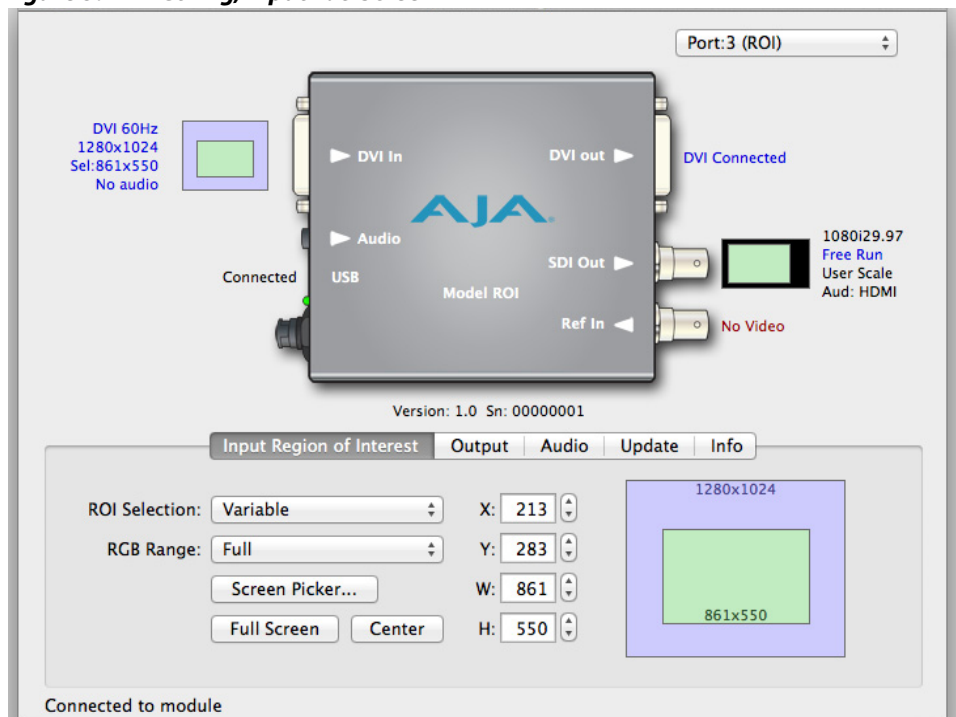 Port:3 (ROI)
DVI 60Hz
1280x1024
Sel:861x550
No audio
DVI In
DVI out
DVI Connected
AJA
Audio
Connected
USB
SDI Out
Model ROI
Ref In
1080i29.97
Free Run
User Scale
Aud: HDMI
No Video
Version: 1.0 Sn: 00000001
Input Region of Interest Output Audio Update Info
ROI Selection: Variable X: 213
RGB Range: Full Y: 283
Screen Picker... W: 861
Full Screen Center H: 550
1280x1024
861x550
Connected to module